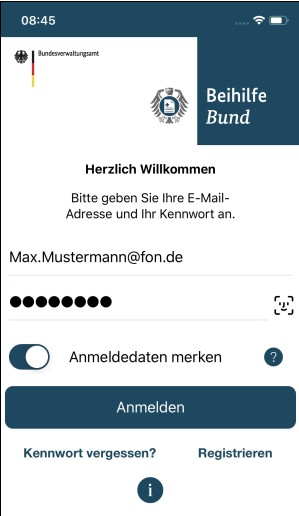 08:45
Bundesverwaltungsamt
Beihilfe
Bund
Herzlich Willkommen
Bitte geben Sie Ihre E-Mail-
Adresse und Ihr Kennwort an.
Max.Mustermann@fon.de
●●●●●●●●
Anmeldedaten merken ?
Anmelden
Kennwort vergessen? Registrieren
i